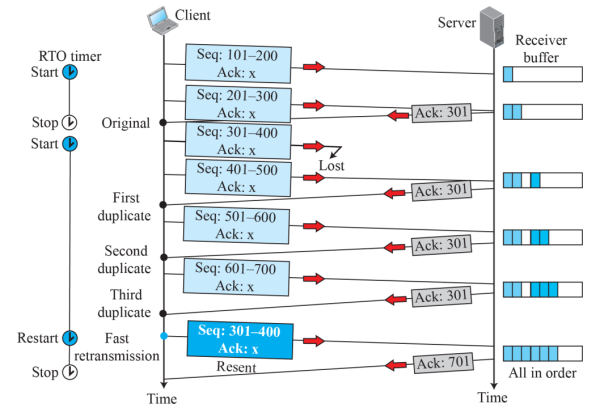 Client
Server
RTO timer
Start
Seq: 101–200
Ack: x
Receiver
buffer
Seq: 201–300
Ack: x
Ack: 301
Stop
Original
Start
Seq: 301–400
Ack: x
Lost
Seq: 401–500
Ack: x
Ack: 301
First
duplicate
Seq: 501–600
Ack: x
Ack: 301
Second
duplicate
Seq: 601–700
Ack: x
Ack: 301
Third
duplicate
Restart
Fast
retransmission
Seq: 301–400
Ack: x
Resent
Ack: 701
Stop
All in order
Time
Time